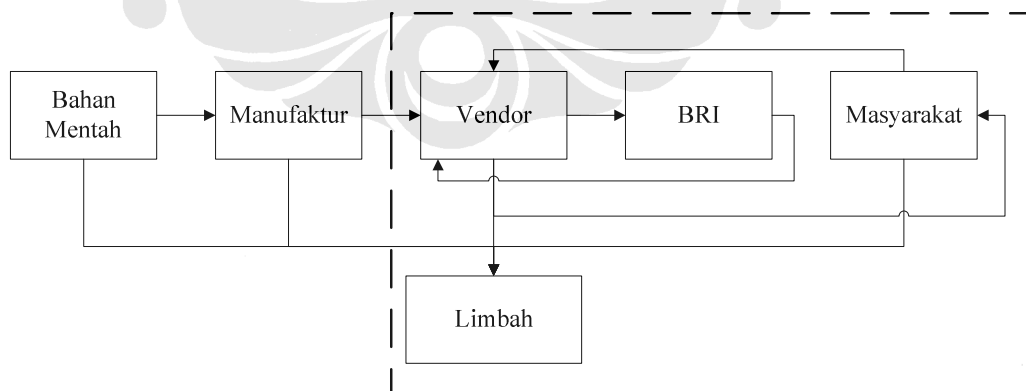 Bahan
Mentah
Manufaktur
Vendor
BRI
Masyarakat
Limbah